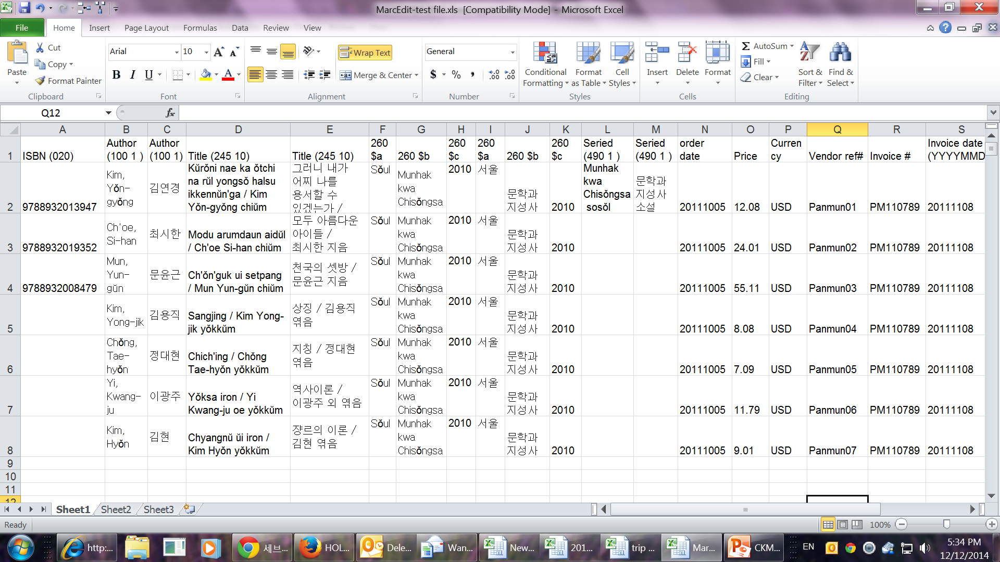 MarcEdit-test file.xls [Compatibility Mode] - Microsoft Excel
File Home Insert Page Layout Formulas Data Review View
Paste Cut Copy Format Painter Clipboard
Arial 10 B I U A Font
Wrap Text Merge & Center Alignment
General $ % , Number
Conditional Formatting Format as Table Cell Styles Styles
Insert Delete Format Cells
AutoSum Fill Clear Sort & Filter Find & Select Editing
Q12 fx
A B C D E F G H I J K L M N O P Q R S
1 ISBN (020) Author (100 1 ) Author (100 1) Title (245 10) Title (245 10) 260 $a 260 $b 260 $c 260 $a 260 $b 260 $c Seried (490 1 ) Seried (490 1 ) order date Price Currency Vendor ref# Invoice # Invoice date (YYYYMMD
2 9788932013947 Kim, Yŏn-gyŏng 김연경 Kŭrŏni nae ka ŏtchi na rŭl yongsŏ halsu ikkennŭn'ga / Kim Yŏn-gyŏng chiŭm 그러니 내가 어찌 나를 용서할 수 있겠는가 / Sŏul Munhak kwa Chisŏngsa 2010 서울 문학과 지성사 2010 Munhak kwa Chisŏngsa sosŏl 문학과 지성사 소설 20111005 12.08 USD Panmun01 PM110789 20111108
3 9788932019352 Ch'oe, Si-han 최시한 Modu arumdaun aidŭl / Ch'oe Si-han chiŭm 모두 아름다운 아이들 / 최시한 지음 Sŏul Munhak kwa Chisŏngsa 2010 서울 문학과 지성사 2010 20111005 24.01 USD Panmun02 PM110789 20111108
4 9788932008479 Mun, Yun-gŭn 문윤근 Ch'ŏn'guk ui setpang / Mun Yun-gŭn chiŭm 천국의 셋방 / 문윤근 지음 Sŏul Munhak kwa Chisŏngsa 2010 서울 문학과 지성사 2010 20111005 55.11 USD Panmun03 PM110789 20111108
5 Kim, Yong-jik 김용직 Sangjing / Kim Yong-jik yŏkkŭm 상징 / 김용직 엮음 Sŏul Munhak kwa Chisŏngsa 2010 서울 문학과 지성사 2010 20111005 8.08 USD Panmun04 PM110789 20111108
6 Chŏng, Tae-hyŏn 정대현 Chich'ing / Chŏng Tae-hyŏn yŏkkŭm 지칭 / 정대현 엮음 Sŏul Munhak kwa Chisŏngsa 2010 서울 문학과 지성사 2010 20111005 7.09 USD Panmun05 PM110789 20111108
7 Yi, Kwang-ju 이광주 Yŏksa iron / Yi Kwang-ju oe yŏkkŭm 역사이론 / 이광주 외 엮음 Sŏul Munhak kwa Chisŏngsa 2010 서울 문학과 지성사 2010 20111005 11.79 USD Panmun06 PM110789 20111108
8 Kim, Hyŏn 김현 Chyangnŭ ŭi iron / Kim Hyŏn yŏkkŭm 쟝르의 이론 / 김현 엮음 Sŏul Munhak kwa Chisŏngsa 2010 서울 문학과 지성사 2010 20111005 9.01 USD Panmun07 PM110789 20111108
9
10
11
12
Sheet1 Sheet2 Sheet3
Ready 100%
http:... 세브... HOL... Dele... Wan... New... 201... trip ... Mar... CKM... EN 5:34 PM
12/12/2014